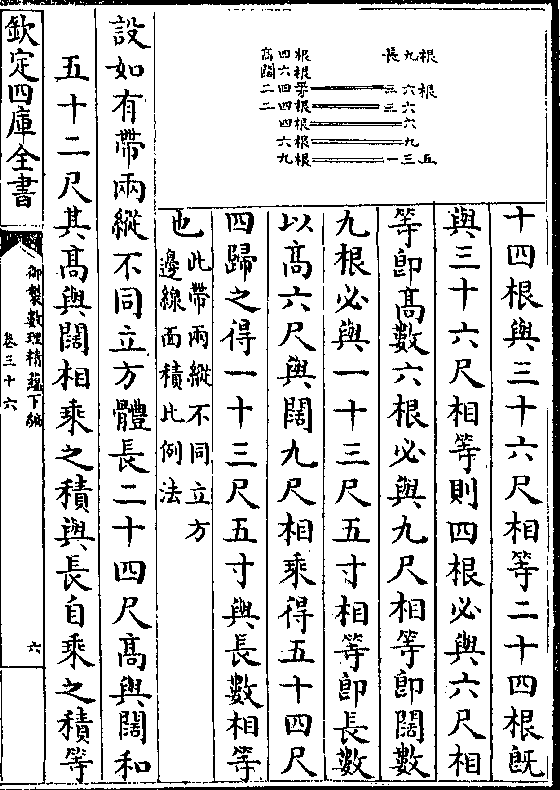 長九根
高四根
闊六根
二四平══三六根
二四根══三六
四根══六
六根══九
九根══一三五
十四根與三十六尺相等二十四根既
與三十六尺相等則四根必與六尺相
等即高數六根必與九尺相等即闊數
九根必與一十三尺五寸相等即長數
以高六尺與闊九尺相乘得五十四尺
四歸之得一十三尺五寸與長數相等
也此帶兩縱不同立方
邊線面積比例法
設如有帶兩縱不同立方體長二十四尺高與闊和
五十二尺其高與闊相乘之積與長自乘之積等
欽定四庫全書
御製數理精蘊下編
卷三十六
六